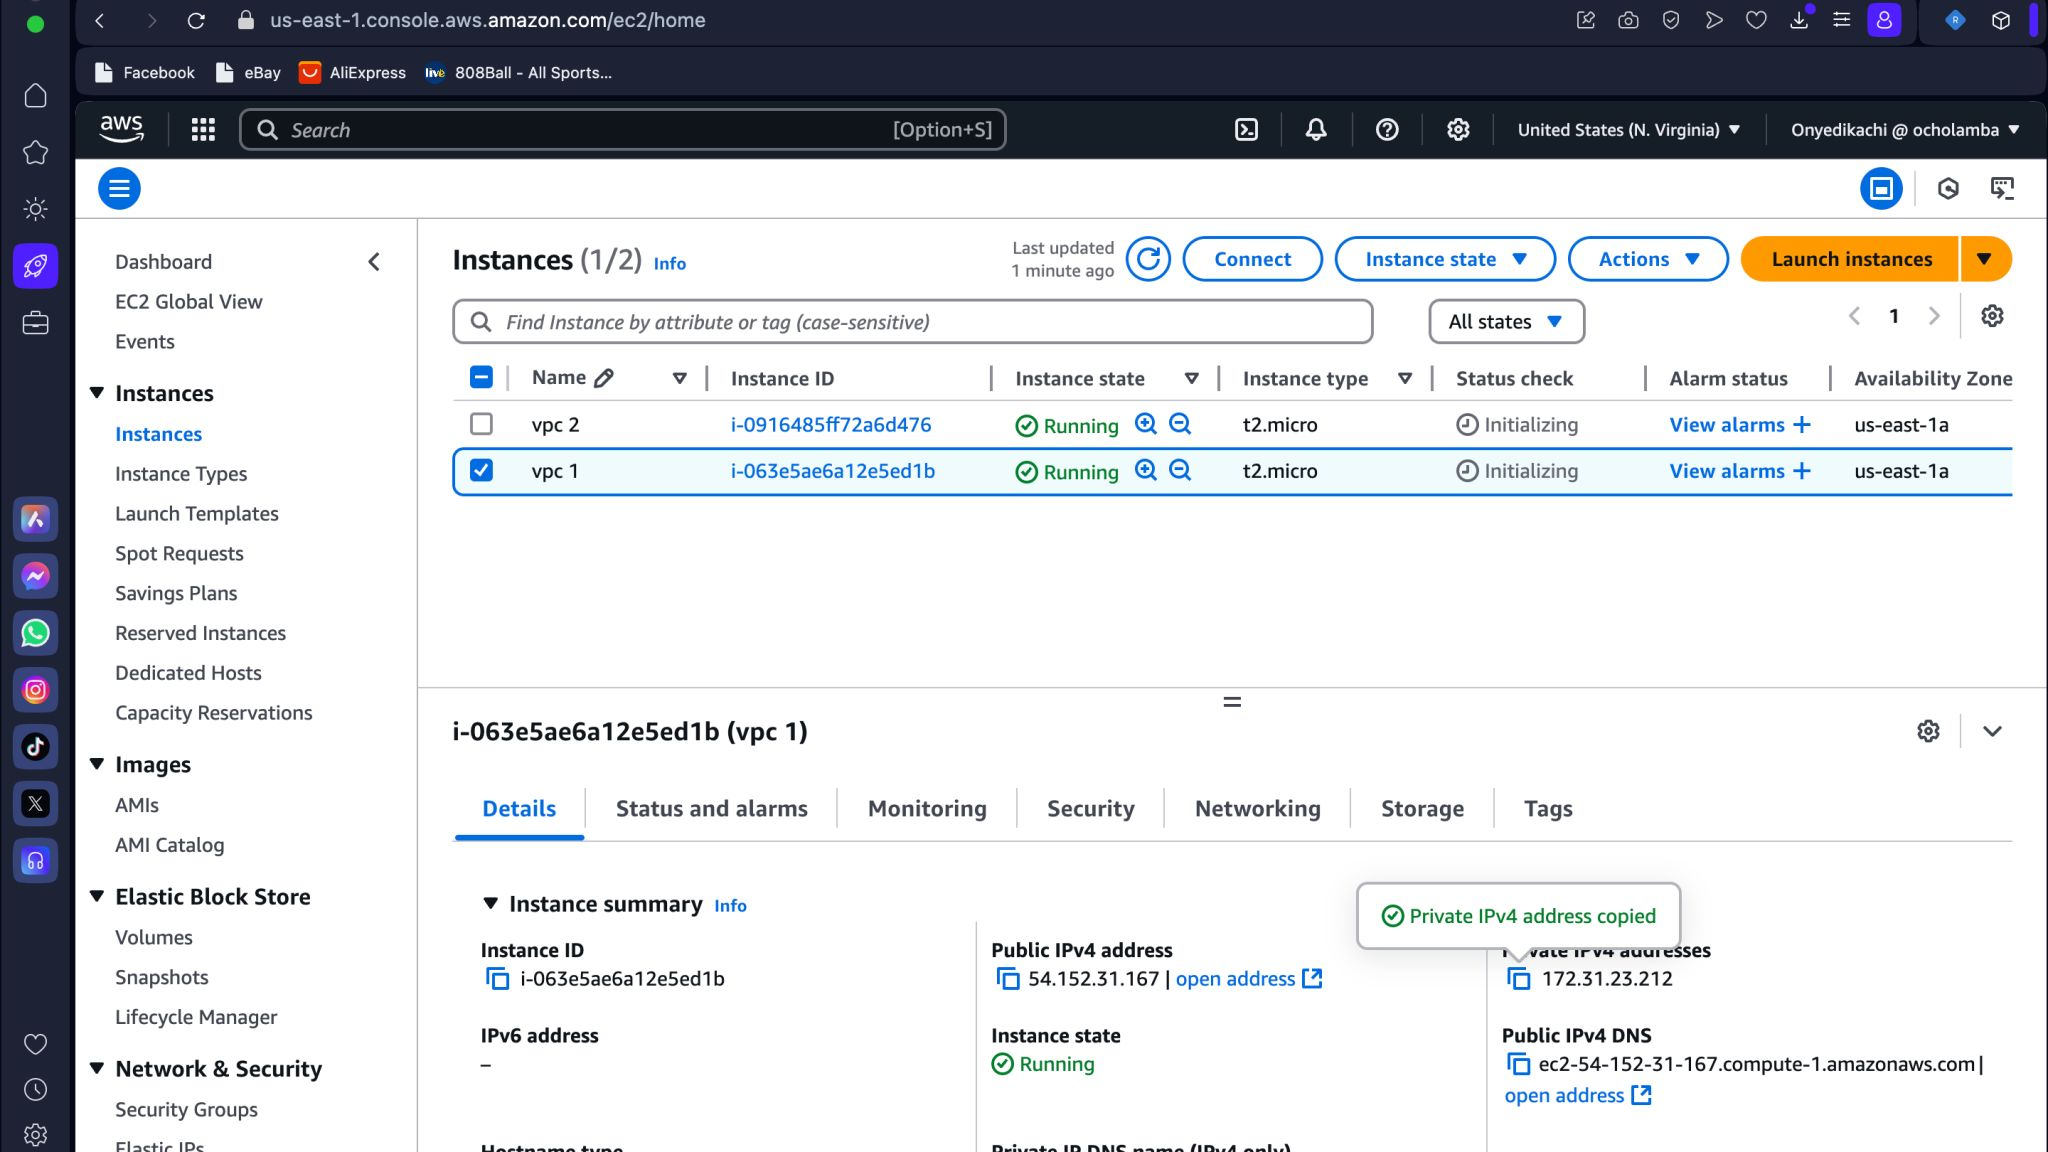 us-east-1.console.aws.amazon.com/ec2/home
Facebook eBay AliExpress live 808Ball - All Sports...
aws Search [Option+S] United States (N. Virginia) Onyedikachi @ ocholamba
Dashboard
EC2 Global View
Events
Instances
Instances
Instance Types
Launch Templates
Spot Requests
Savings Plans
Reserved Instances
Dedicated Hosts
Capacity Reservations
Images
AMIs
AMI Catalog
Elastic Block Store
Volumes
Snapshots
Lifecycle Manager
Network & Security
Security Groups
Elastic IPs
Instances (1/2) Info
Last updated
1 minute ago
Connect Instance state Actions Launch instances
Find Instance by attribute or tag (case-sensitive) All states 1
Name Instance ID Instance state Instance type Status check Alarm status Availability Zone
vpc 2 i-0916485ff72a6d476 Running t2.micro Initializing View alarms + us-east-1a
vpc 1 i-063e5ae6a12e5ed1b Running t2.micro Initializing View alarms + us-east-1a
i-063e5ae6a12e5ed1b (vpc 1)
Details Status and alarms Monitoring Security Networking Storage Tags
Instance summary Info
Private IPv4 address copied
Instance ID Public IPv4 address Private IPv4 addresses
i-063e5ae6a12e5ed1b 54.152.31.167 | open address 172.31.23.212
IPv6 address Instance state Public IPv4 DNS
– Running ec2-54-152-31-167.compute-1.amazonaws.com |
open address
Hostname type Private IP DNS name (IPv4 only)